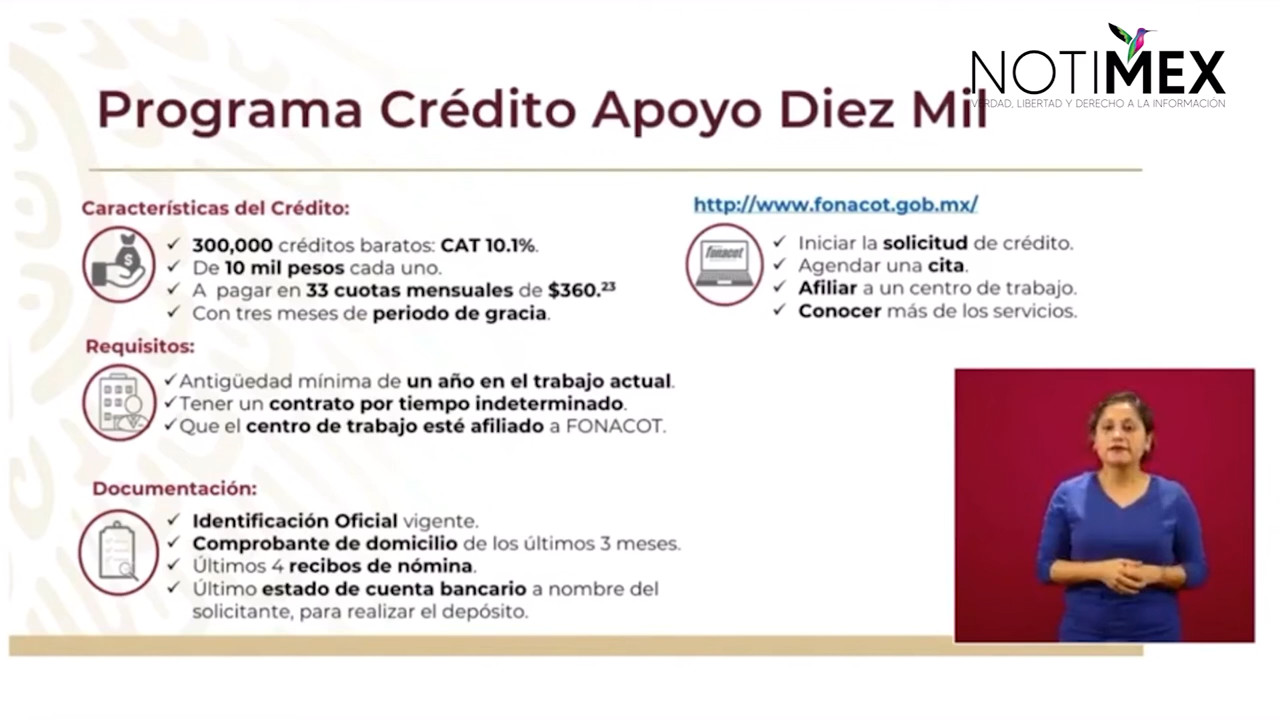 NOTIMEX
VERDAD, LIBERTAD Y DERECHO A LA INFORMACIÓN
Programa Crédito Apoyo Diez Mil
Características del Crédito:
✓ 300,000 créditos baratos: CAT 10.1%.
✓ De 10 mil pesos cada uno.
✓ A pagar en 33 cuotas mensuales de $360.²³
✓ Con tres meses de periodo de gracia.
http://www.fonacot.gob.mx/
fonacot
✓ Iniciar la solicitud de crédito.
✓ Agendar una cita.
✓ Afiliar a un centro de trabajo.
✓ Conocer más de los servicios.
Requisitos:
✓Antigüedad mínima de un año en el trabajo actual.
✓Tener un contrato por tiempo indeterminado.
✓Que el centro de trabajo esté afiliado a FONACOT.
Documentación:
✓ Identificación Oficial vigente.
✓ Comprobante de domicilio de los últimos 3 meses.
✓ Últimos 4 recibos de nómina.
✓ Último estado de cuenta bancario a nombre del
solicitante, para realizar el depósito.